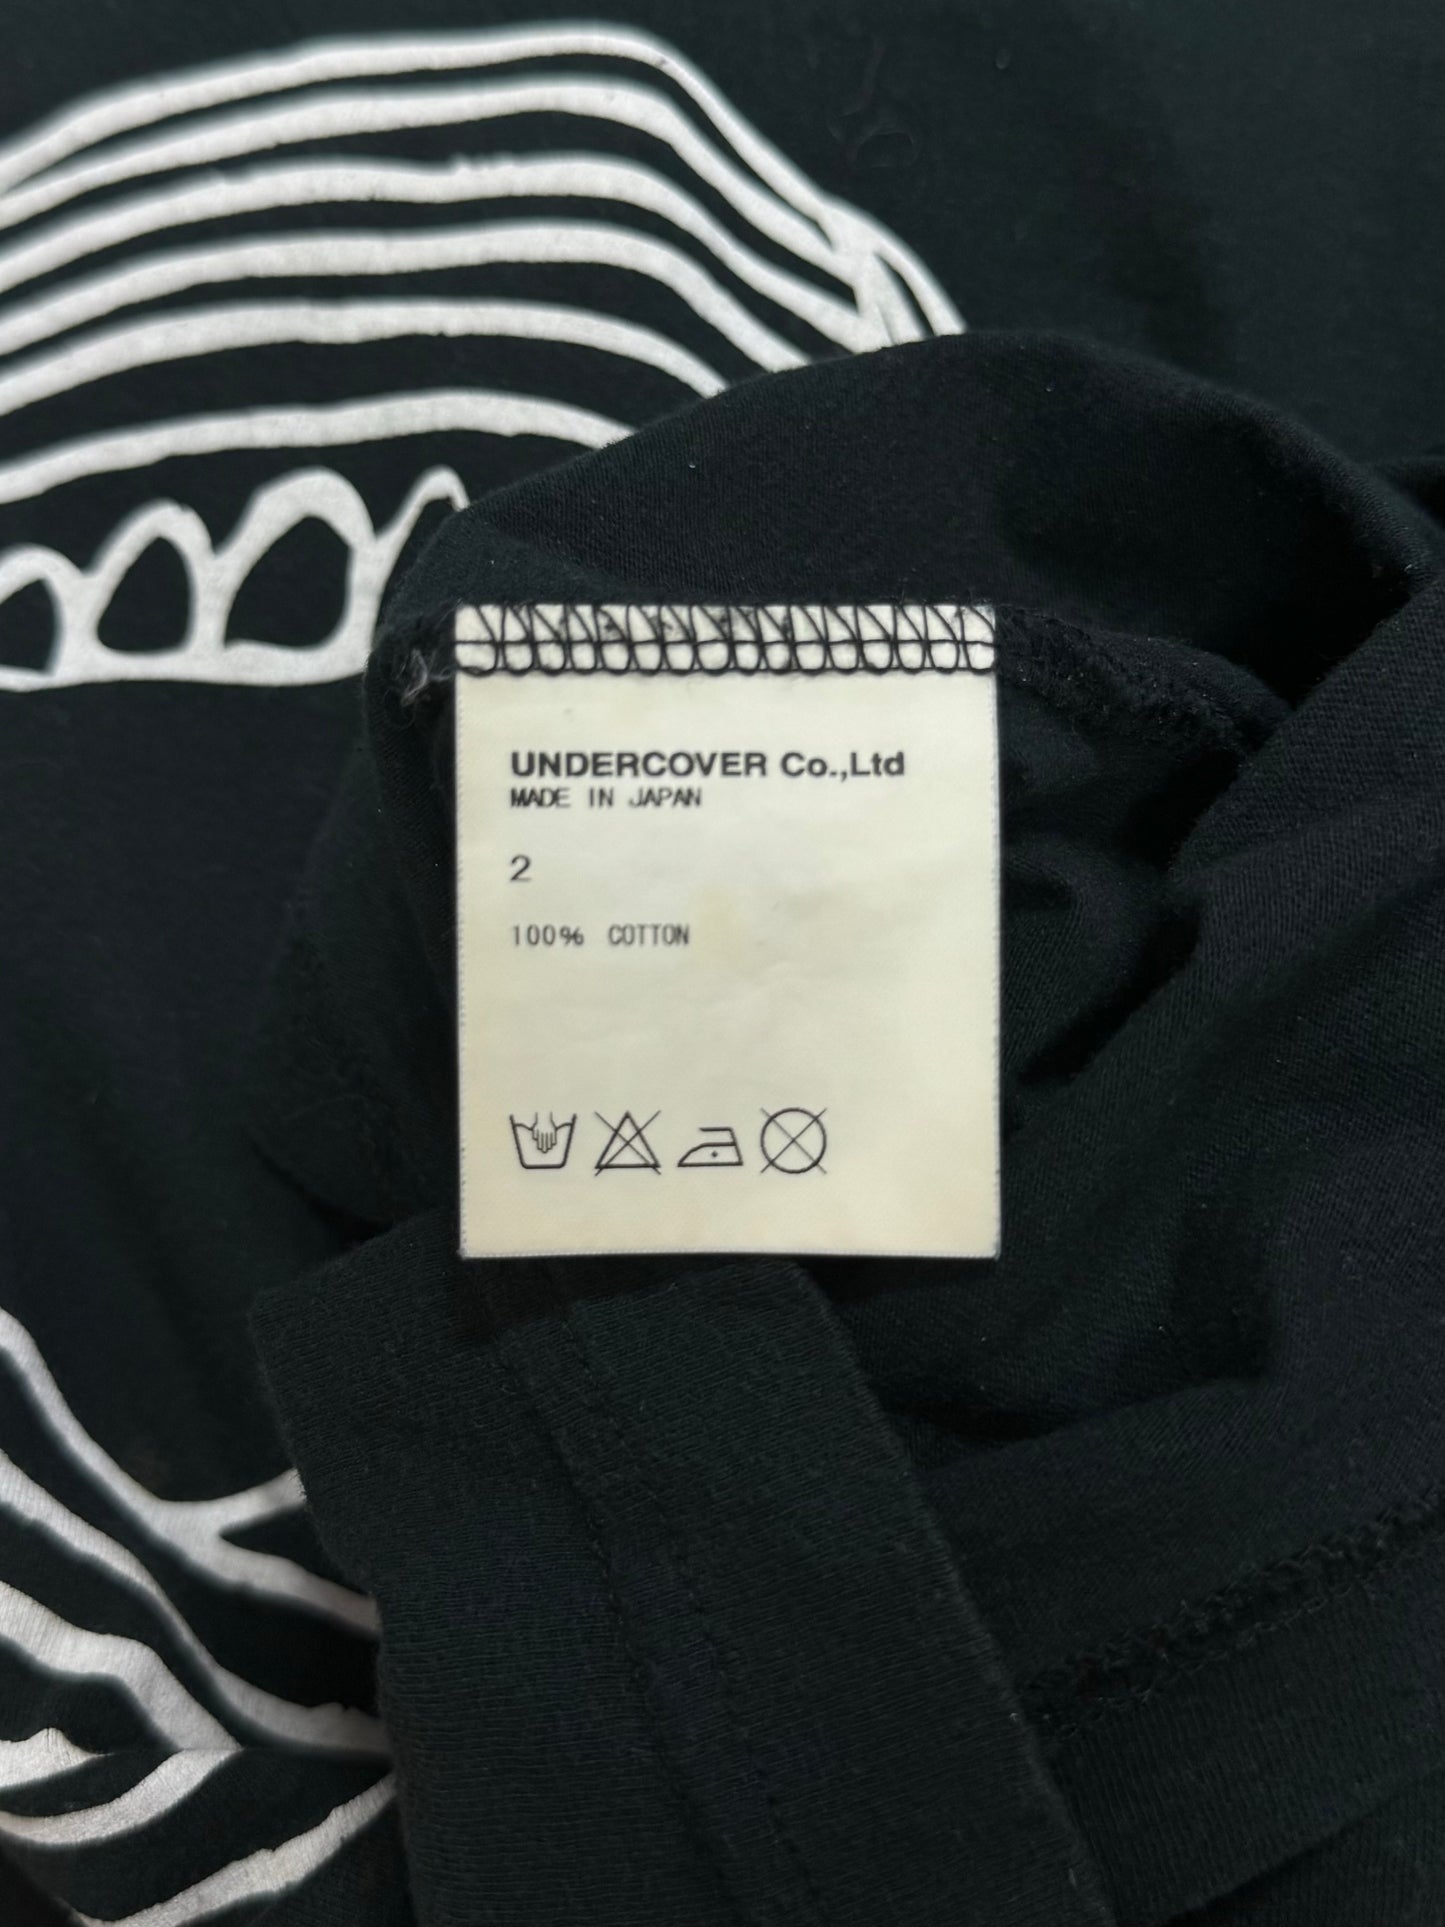 UNDERCOVER Co.,Ltd
MADE IN JAPAN
2
100% COTTON